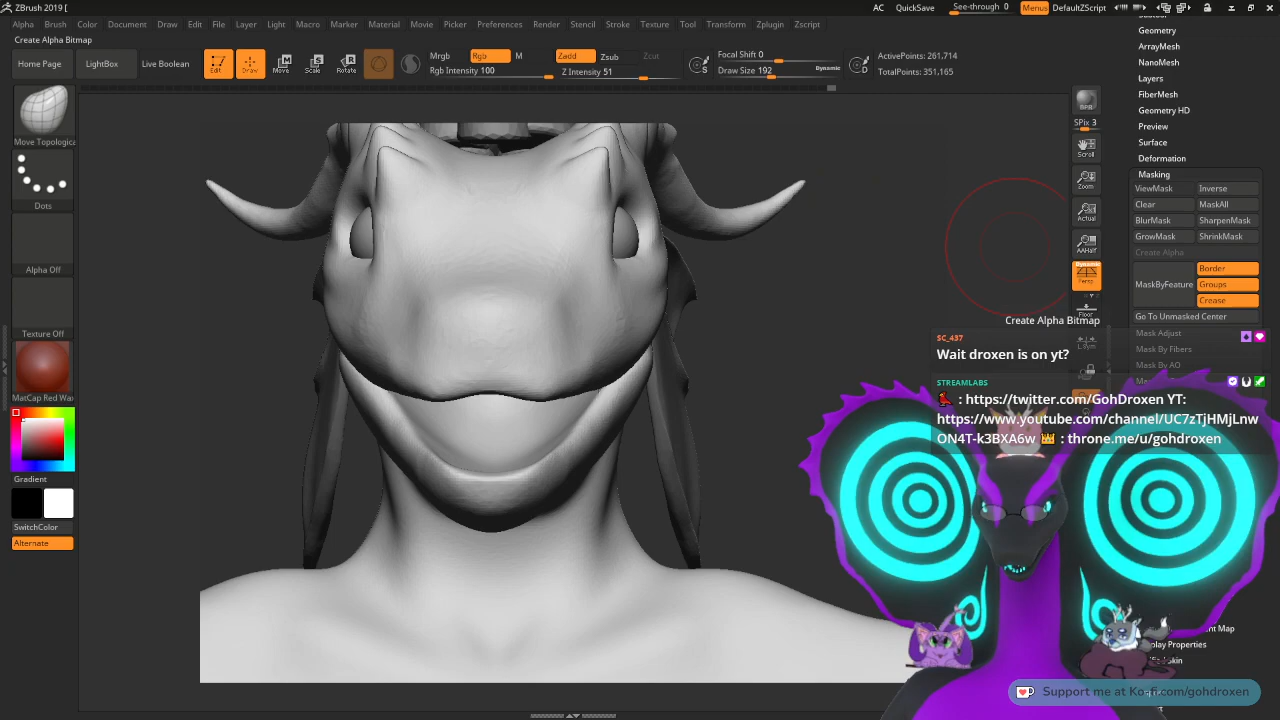 ZBrush 2019 [
AC
QuickSave
See-through 0
Menus
DefaultZScript
Alpha
Brush
Color
Document
Draw
Edit
File
Layer
Light
Macro
Marker
Material
Movie
Picker
Preferences
Render
Stencil
Stroke
Texture
Tool
Transform
Zplugin
Zscript
Create Alpha Bitmap
Home Page
LightBox
Live Boolean
Edit
Draw
Move
Scale
Rotate
Mrgb
Rgb
M
Rgb Intensity 100
Zadd
Zsub
Zcut
Z Intensity 51
S
Focal Shift 0
Draw Size 192
Dynamic
D
ActivePoints: 261,714
TotalPoints: 351,165
Move Topologica
Dots
Alpha Off
Texture Off
MatCap Red Wax
Gradient
SwitchColor
Alternate
BPR
SPix 3
Scroll
Zoom
Actual
AAHalf
Dynamic
Persp
Floor
L.Sym
Create Alpha Bitmap
Geometry
ArrayMesh
NanoMesh
Layers
FiberMesh
Geometry HD
Preview
Surface
Deformation
Masking
ViewMask
Inverse
Clear
MaskAll
BlurMask
SharpenMask
GrowMask
ShrinkMask
Create Alpha
MaskByFeature
Border
Groups
Crease
Go To Unmasked Center
Mask Adjust
Mask By Fibers
Mask By AO
SC_437
Wait droxen is on yt?
STREAMLABS
: https://twitter.com/GohDroxen YT:
https://www.youtube.com/channel/UC7zTjHMjLnw
ON4T-k3BXA6w : throne.me/u/gohdroxen
Support me at Ko-fi.com/gohdroxen